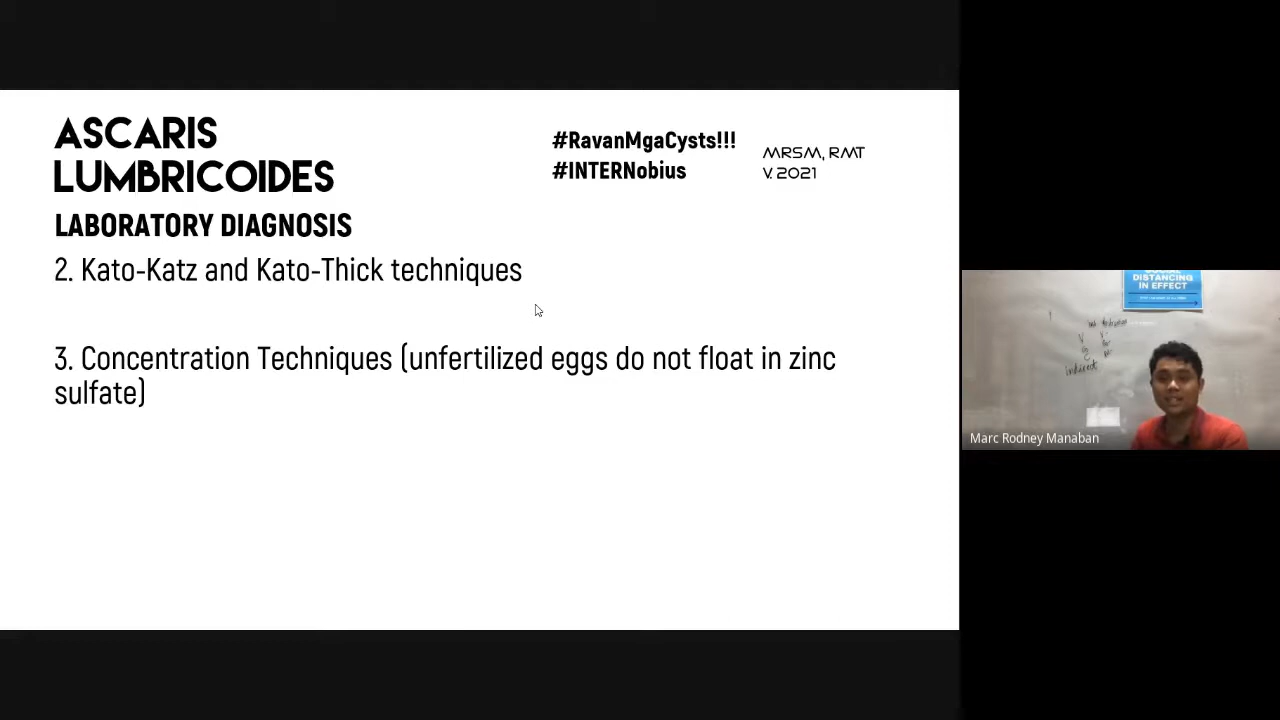 ASCARIS
LUMBRICOIDES
LABORATORY DIAGNOSIS
2. Kato-Katz and Kato-Thick techniques
3. Concentration Techniques (unfertilized eggs do not float in zinc
sulfate)
#RavanMgaCysts!!!
#INTERNobius
MRSM, RMT
V. 2021
DISTANCING
IN EFFECT
indirect
Marc Rodney Manaban